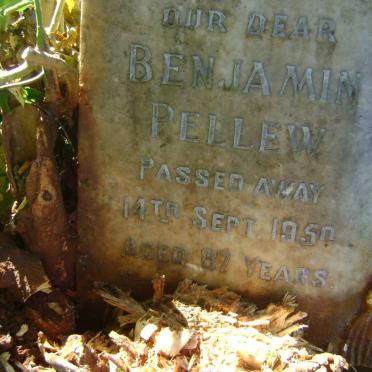 OUR DEAR
BENJAMIN
PELLEW
PASSED AWAY
14TH SEPT. 1950
AGED 87 YEARS.